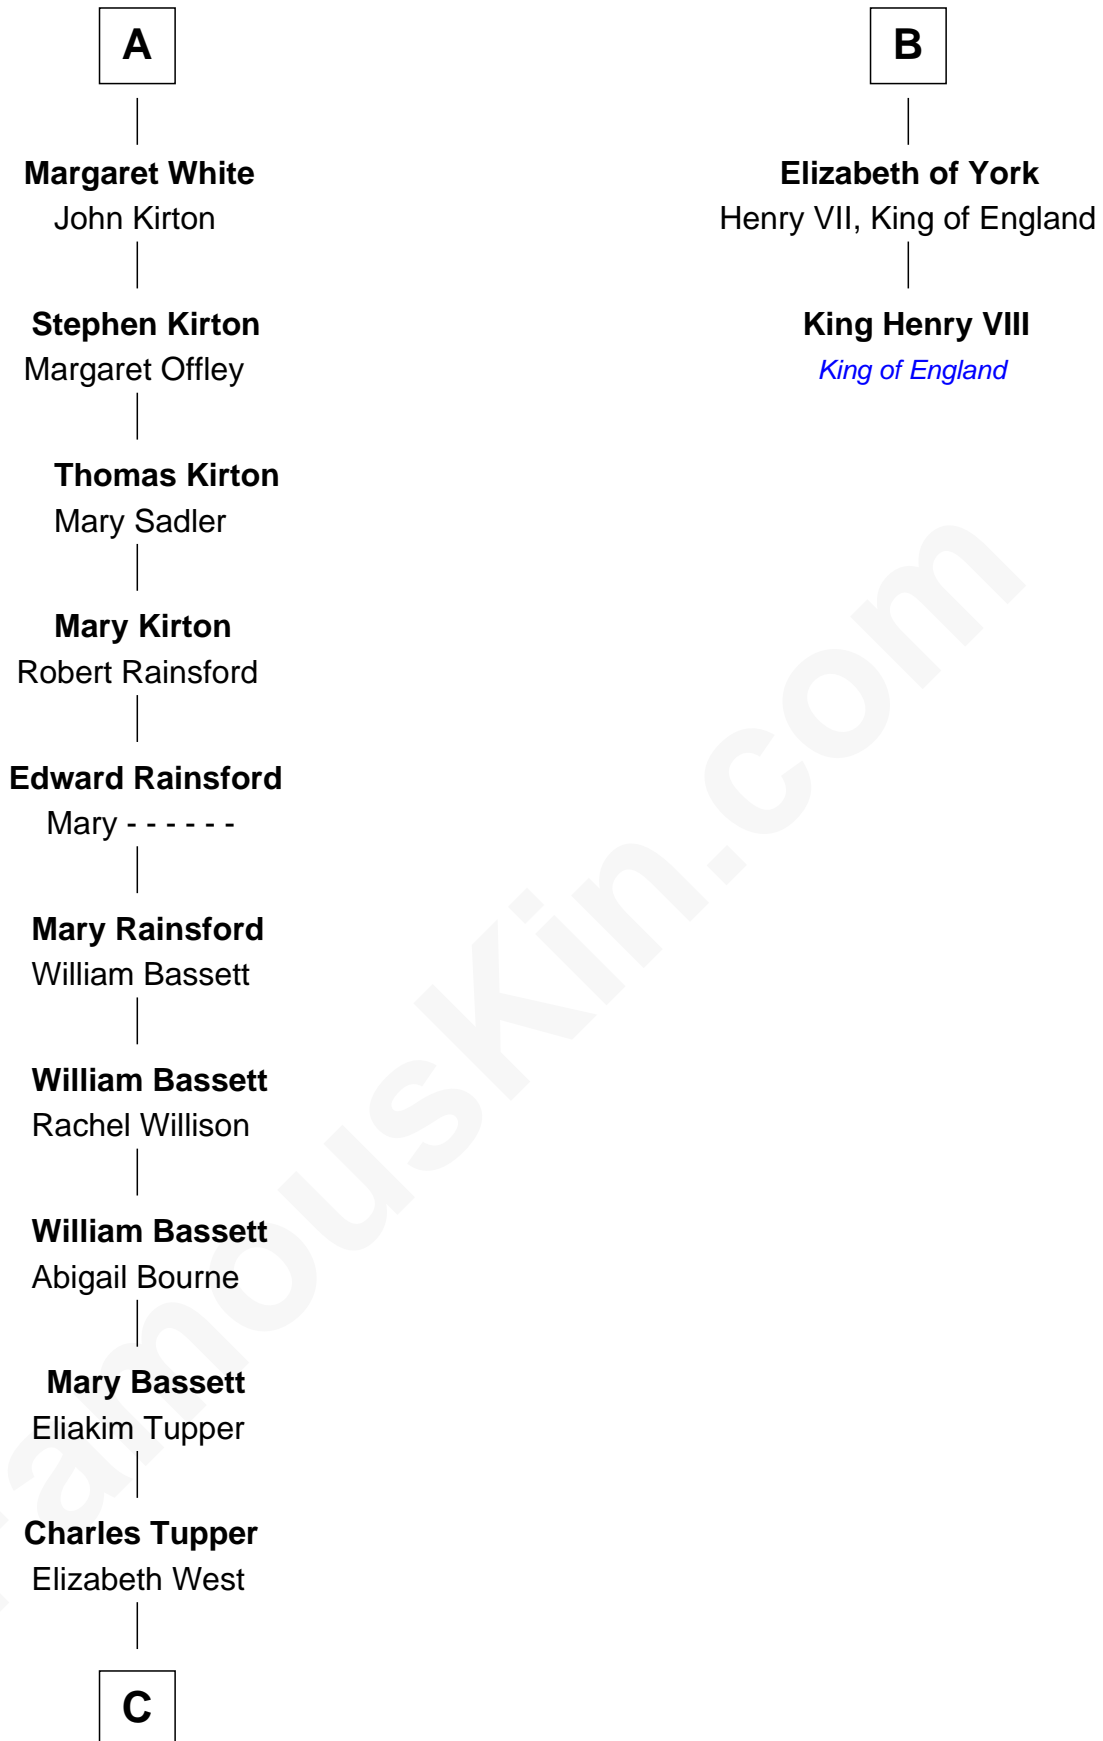 A
Margaret White
John Kirton
Stephen Kirton
Margaret Offley
Thomas Kirton
Mary Sadler
Mary Kirton
Robert Rainsford
Edward Rainsford
Mary - - - - - -
Mary Rainsford
William Bassett
William Bassett
Rachel Willison
William Bassett
Abigail Bourne
Mary Bassett
Eliakim Tupper
Charles Tupper
Elizabeth West
C
B
Elizabeth of York
Henry VII, King of England
King Henry VIII
King of England
FamousKin.com